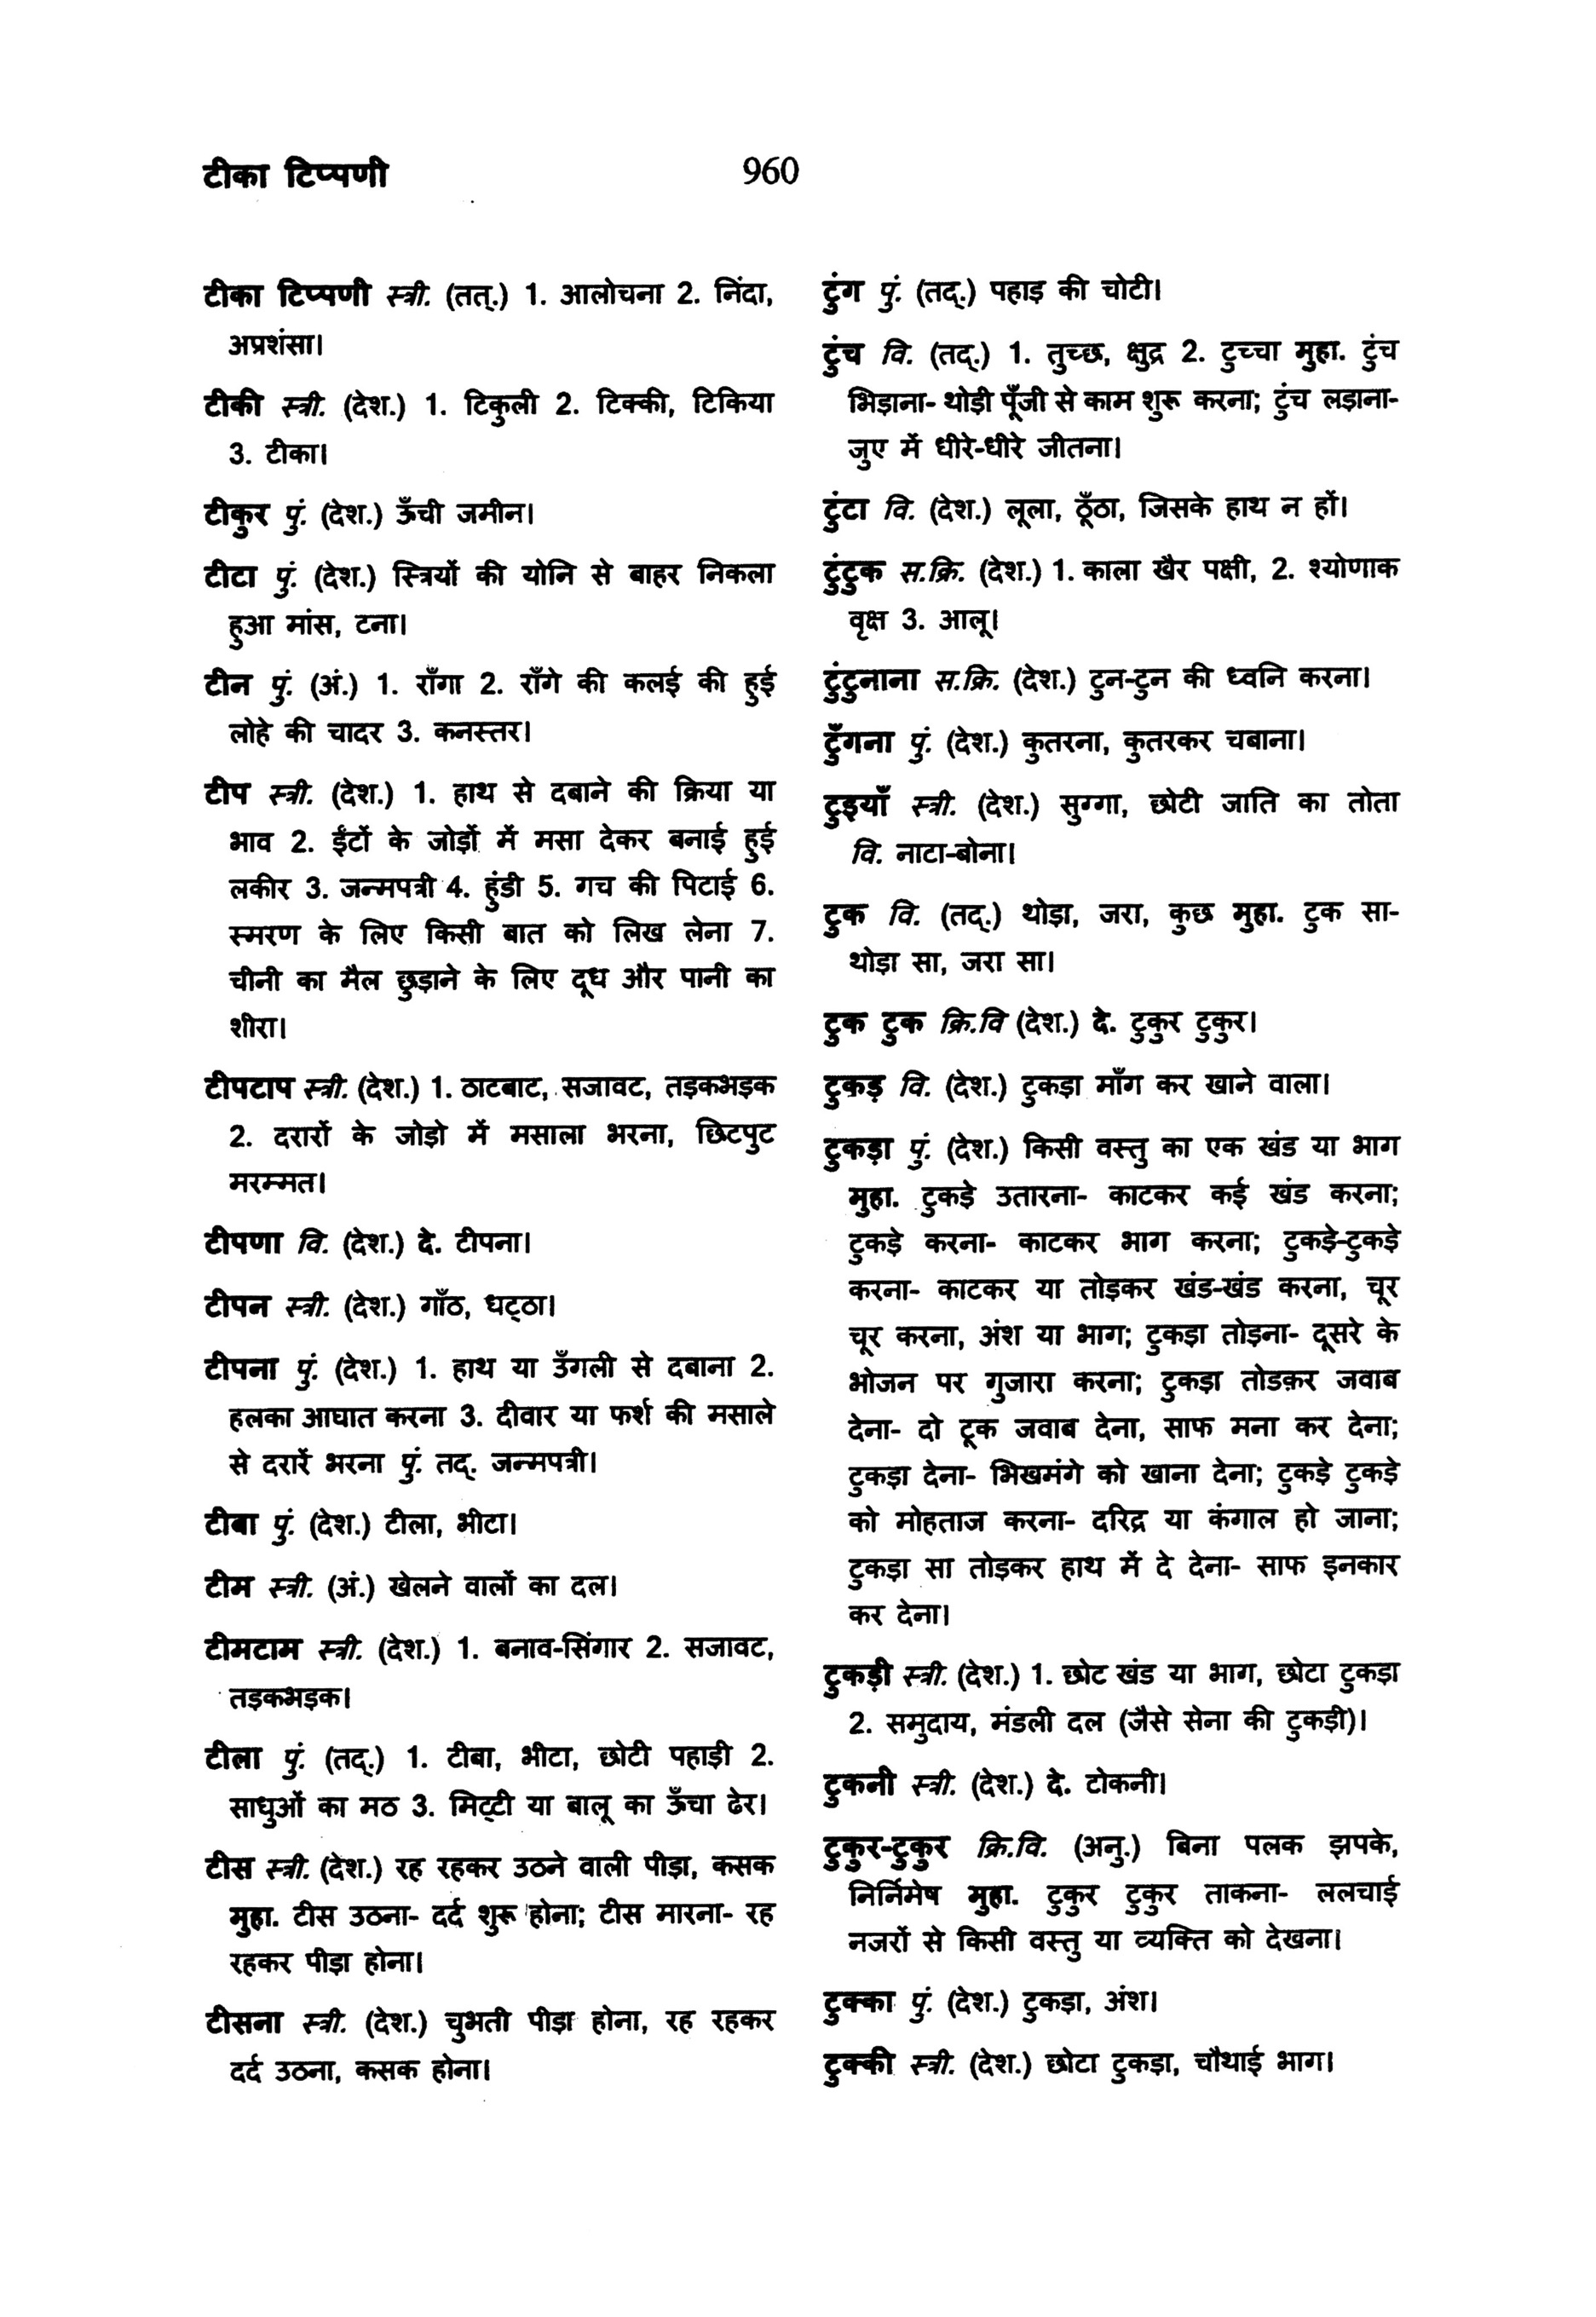 टीका टिप्पणी
960
टीका टिप्पणी स्त्री. (तत्.) 1. आलोचना 2. निंदा,
अप्रशंसा।
टीकी स्त्री. (देश.) 1. टिकुली 2. टिक्की, टिकिया
3. टीका।
टीकुर पुं. (देश.) ऊँची जमीन।
टीटा पुं. (देश.) स्त्रियों की योनि से बाहर निकला
हुआ मांस, टना।
टीन पुं. (अं.) 1. राँगा 2. राँगे की कलई की हुई
लोहे की चादर 3. कनस्तर।
टीप स्त्री. (देश.) 1. हाथ से दबाने की क्रिया या
भाव 2. ईंटों के जोड़ों में मसा देकर बनाई हुई
लकीर 3. जन्मपत्री 4. हुंडी 5. गच की पिटाई 6.
स्मरण के लिए किसी बात को लिख लेना 7.
चीनी का मैल छुड़ाने के लिए दूध और पानी का
शीरा।
टीपटाप स्त्री. (देश.) 1. ठाटबाट, सजावट, तड़कभड़क
2. दरारों के जोड़ो में मसाला भरना, छिटपुट
मरम्मत।
टीपणा वि. (देश.) दे. टीपना।
टीपन स्त्री. (देश.) गाँठ, धट्ठा।
टीपना पुं. (देश.) 1. हाथ या उँगली से दबाना 2.
हलका आघात करना 3. दीवार या फर्श की मसाले
से दरारें भरना पुं. तद्. जन्मपत्री।
टीबा पुं. (देश.) टीला, भीटा।
टीम स्त्री. (अं.) खेलने वालों का दल।
टीमटाम स्त्री. (देश.) 1. बनाव-सिंगार 2. सजावट,
तड़कभड़क।
टीला पुं. (तद्.) 1. टीबा, भीटा, छोटी पहाड़ी 2.
साधुओं का मठ 3. मिट्टी या बालू का ऊँचा ढेर।
टीस स्त्री. (देश.) रह रहकर उठने वाली पीड़ा, कसक
मुहा. टीस उठना- दर्द शुरू होना; टीस मारना- रह
रहकर पीड़ा होना।
टीसना स्त्री. (देश.) चुभती पीड़ा होना, रह रहकर
दर्द उठना, कसक होना।
टुंग पुं. (तद्.) पहाड़ की चोटी।
टुंच वि. (तद्.) 1. तुच्छ, क्षुद्र 2. टुच्चा मुहा. टुंच
भिड़ाना- थोड़ी पूँजी से काम शुरू करना; टुंच लड़ाना-
जुए में धीरे-धीरे जीतना।
टुंटा वि. (देश.) लूला, ठूँठा, जिसके हाथ न हों।
टुंटुक स.क्रि. (देश.) 1. काला खैर पक्षी, 2. श्योणाक
वृक्ष 3. आलू।
टुंटुनाना स.क्रि. (देश.) टुन-टुन की ध्वनि करना।
टुँगना पुं. (देश.) कुतरना, कुतरकर चबाना।
टुइयाँ स्त्री. (देश.) सुग्गा, छोटी जाति का तोता
वि. नाटा-बोना।
टुक वि. (तद्.) थोड़ा, जरा, कुछ मुहा. टुक सा-
थोड़ा सा, जरा सा।
टुक टुक क्रि.वि (देश.) दे. टुकुर टुकुर।
टुकड़ वि. (देश.) टुकड़ा माँग कर खाने वाला।
टुकड़ा पुं. (देश.) किसी वस्तु का एक खंड या भाग
मुहा. टुकड़े उतारना- काटकर कई खंड करना;
टुकड़े करना- काटकर भाग करना; टुकड़े-टुकड़े
करना- काटकर या तोड़कर खंड-खंड करना, चूर
चूर करना, अंश या भाग; टुकड़ा तोड़ना- दूसरे के
भोजन पर गुजारा करना; टुकड़ा तोडक़र जवाब
देना- दो टूक जवाब देना, साफ मना कर देना;
टुकड़ा देना- भिखमंगे को खाना देना; टुकड़े टुकड़े
को मोहताज करना- दरिद्र या कंगाल हो जाना;
टुकड़ा सा तोड़कर हाथ में दे देना- साफ इनकार
कर देना।
टुकड़ी स्त्री. (देश.) 1. छोट खंड या भाग, छोटा टुकड़ा
2. समुदाय, मंडली दल (जैसे सेना की टुकड़ी)।
टुकनी स्त्री. (देश.) दे. टोकनी।
टुकुर-टुकुर क्रि.वि. (अनु.) बिना पलक झपके,
निर्निमेष मुहा. टुकुर टुकुर ताकना- ललचाई
नजरों से किसी वस्तु या व्यक्ति को देखना।
टुक्का पुं. (देश.) टुकड़ा, अंश।
टुक्की स्त्री. (देश.) छोटा टुकड़ा, चौथाई भाग।